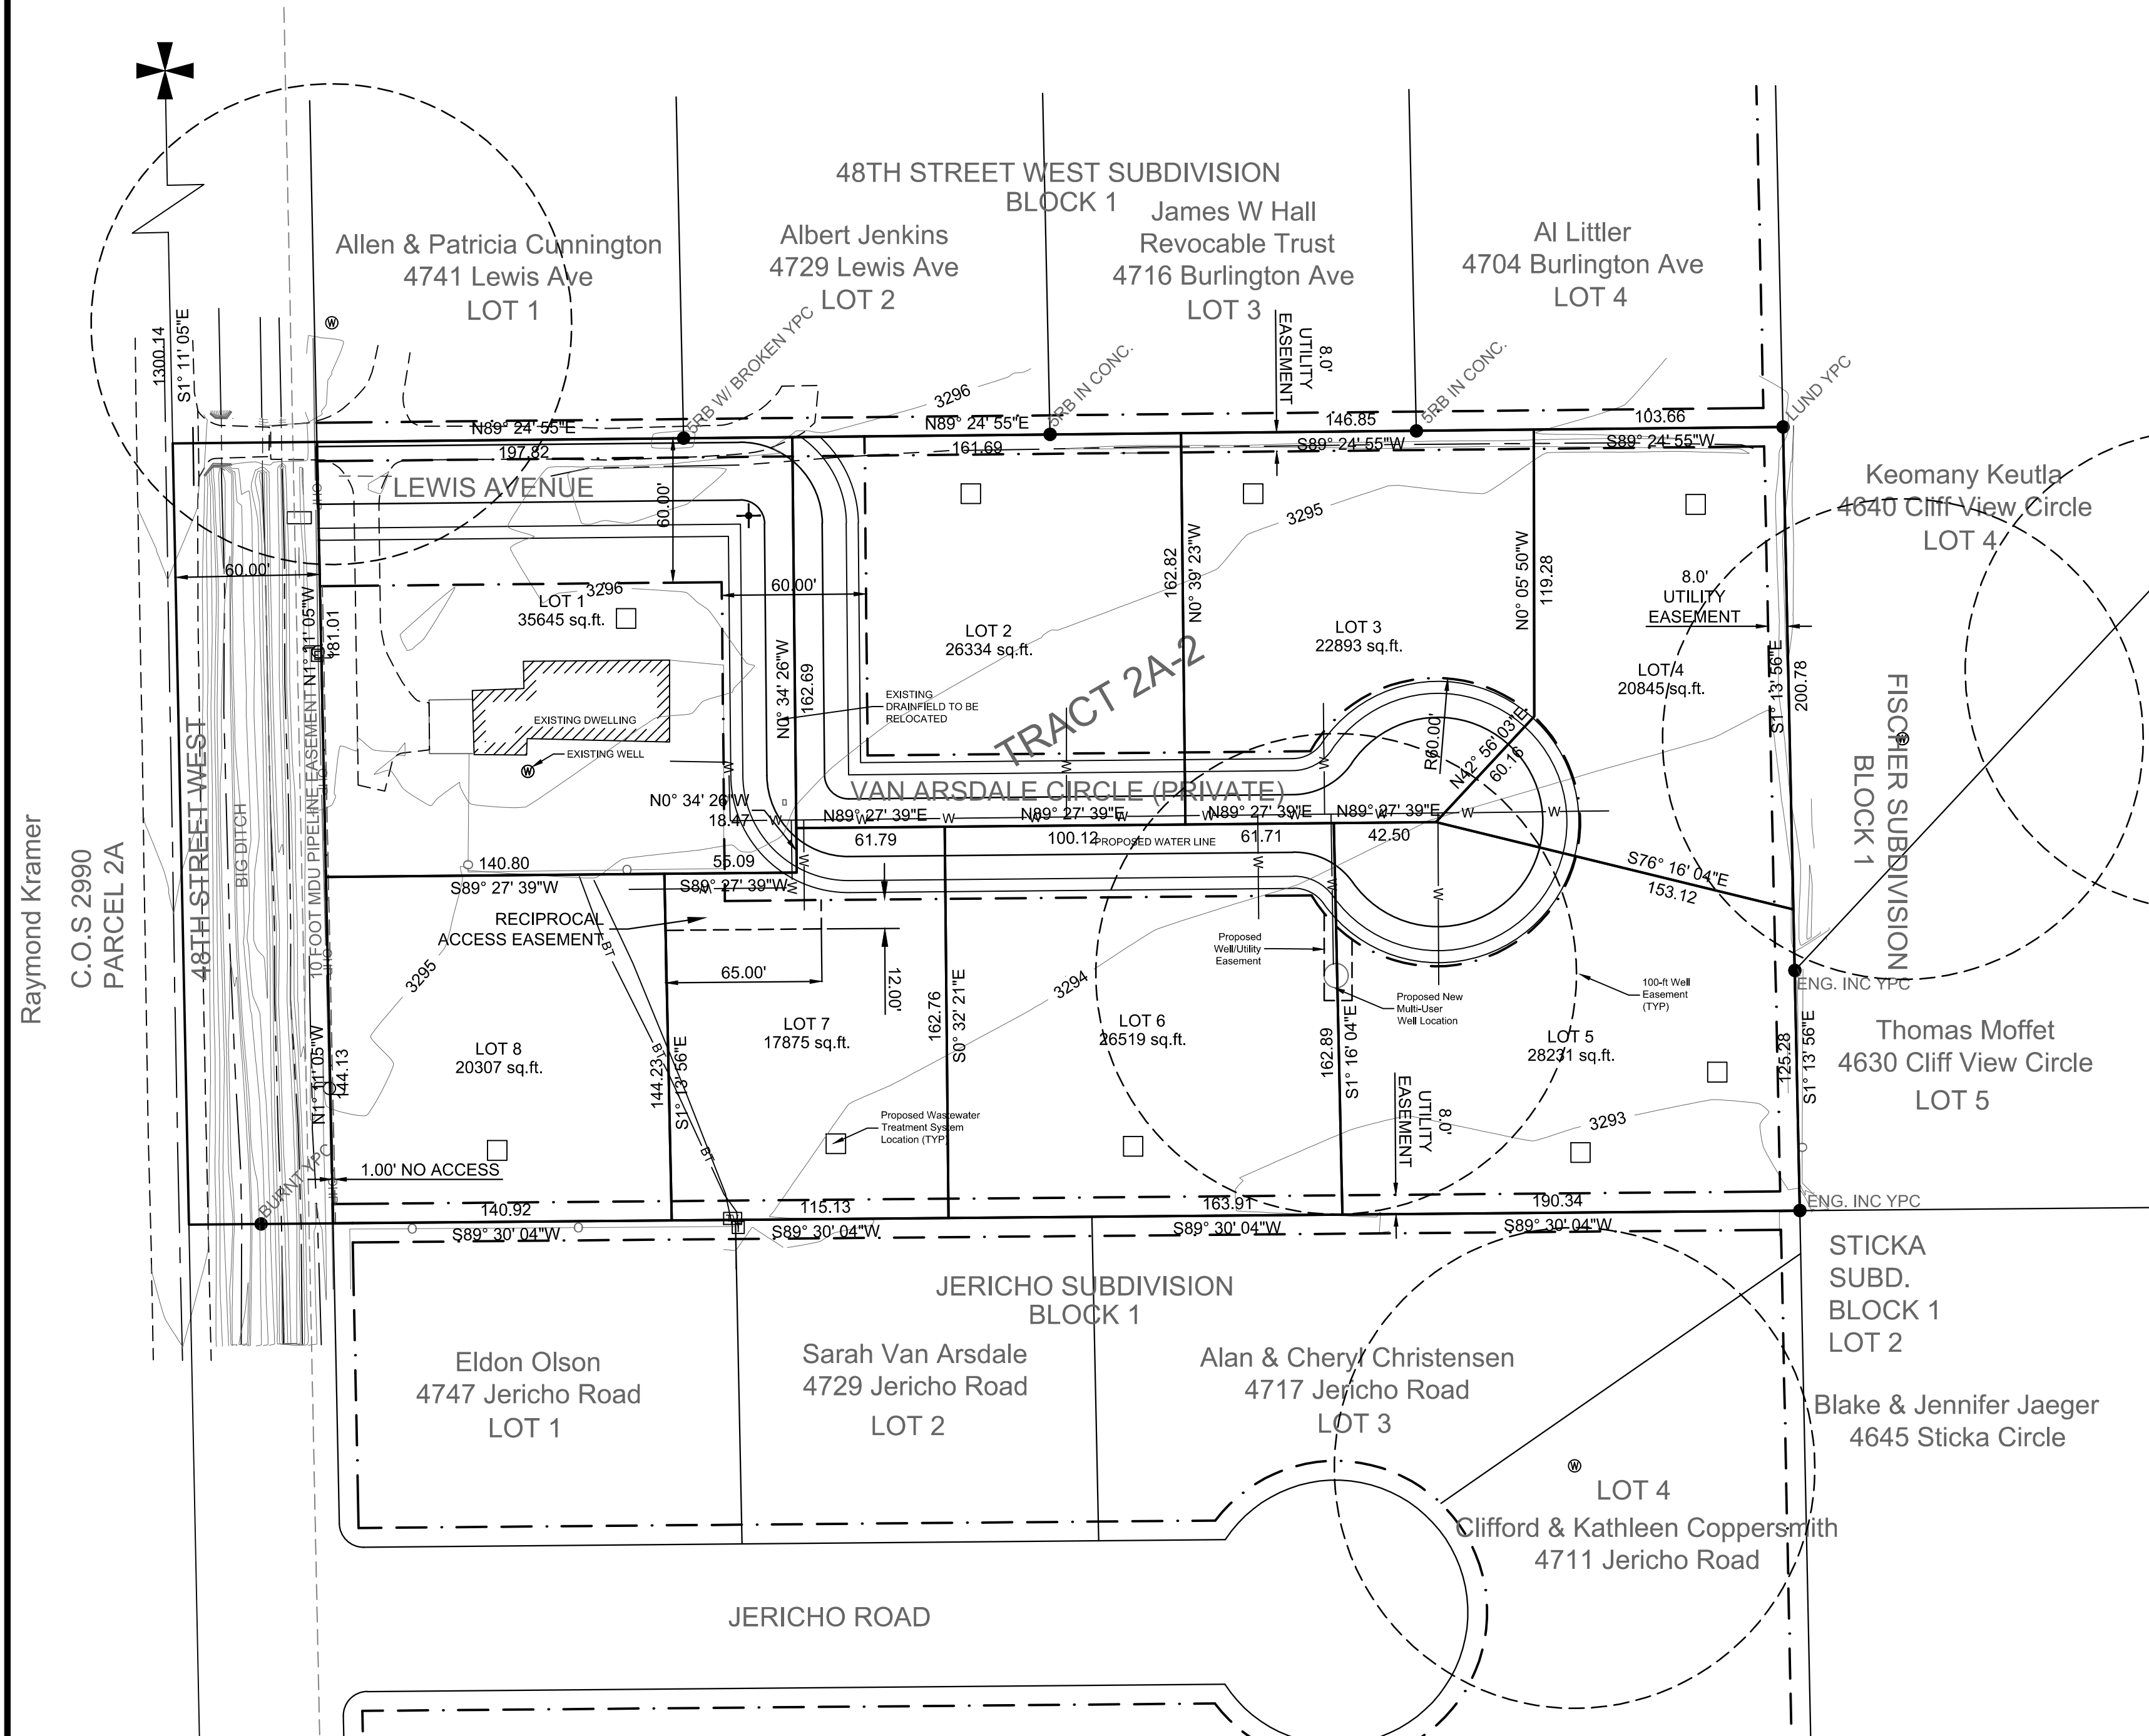 48TH STREET WEST SUBDIVISION
BLOCK 1
Allen & Patricia Cunnington
4741 Lewis Ave
LOT 1
Albert Jenkins
4729 Lewis Ave
LOT 2
James W Hall
Revocable Trust
4716 Burlington Ave
LOT 3
Al Littler
4704 Burlington Ave
LOT 4
W
1300.14
S1° 11' 05"E
5RB W/ BROKEN YPC
5RB IN CONC.
5RB IN CONC.
LUND YPC
8.0'
UTILITY
EASEMENT
3296
N89° 24' 55"E
197.82
N89° 24' 55"E
161.69
146.85
S89° 24' 55"W
103.66
S89° 24' 55"W
LEWIS AVENUE
60.00'
60.00'
60.00'
OHP
3295
3296
LOT 1
35645 sq.ft.
LOT 2
26334 sq.ft.
162.82
N0° 39' 23"W
LOT 3
22893 sq.ft.
N0° 05' 50"W
119.28
8.0'
UTILITY
EASEMENT
LOT 4
20845 sq.ft.
S1° 13' 56"E
200.78
Keomany Keutla
4640 Cliff View Circle
LOT 4
FISCHER SUBDIVISION
BLOCK 1
W
N1° 11' 05"W
181.01
N0° 34' 26"W
162.69
EXISTING
DRAINFIELD TO BE
RELOCATED
TRACT 2A-2
EXISTING DWELLING
EXISTING WELL
W
R60.00'
N42° 56' 03"E
60.16
VAN ARSDALE CIRCLE (PRIVATE)
N0° 34' 26"W
18.47
N89° 27' 39"E
61.79
N89° 27' 39"E
100.12
PROPOSED WATER LINE
N89° 27' 39"E
61.71
N89° 27' 39"E
42.50
W
W
W
W
W
S76° 16' 04"E
153.12
48TH STREET WEST
BIG DITCH
10 FOOT MDU PIPELINE EASEMENT
OHP
OHP
Raymond Kramer
C.O.S 2990
PARCEL 2A
140.80
S89° 27' 39"W
55.09
S89° 27' 39"W
RECIPROCAL
ACCESS EASEMENT
BT
65.00'
12.00'
3295
3294
Proposed
Well/Utility
Easement
Proposed New
Multi-User
Well Location
100-ft Well
Easement
(TYP)
ENG. INC YPC
Thomas Moffet
4630 Cliff View Circle
LOT 5
N1° 11' 05"W
144.13
LOT 8
20307 sq.ft.
144.23
S1° 13' 56"E
BT
BT
LOT 7
17875 sq.ft.
162.76
S0° 32' 21"E
LOT 6
26519 sq.ft.
162.89
S1° 16' 04"E
LOT 5
28231 sq.ft.
125.28
S1° 13' 56"E
8.0'
UTILITY
EASEMENT
3293
Proposed Wastewater
Treatment System
Location (TYP)
1.00' NO ACCESS
BURNT YPC
OHP
140.92
S89° 30' 04"W
115.13
S89° 30' 04"W
163.91
S89° 30' 04"W
190.34
S89° 30' 04"W
ENG. INC YPC
JERICHO SUBDIVISION
BLOCK 1
STICKA
SUBD.
BLOCK 1
LOT 2
Eldon Olson
4747 Jericho Road
LOT 1
Sarah Van Arsdale
4729 Jericho Road
LOT 2
Alan & Cheryl Christensen
4717 Jericho Road
LOT 3
Blake & Jennifer Jaeger
4645 Sticka Circle
W
LOT 4
Clifford & Kathleen Coppersmith
4711 Jericho Road
JERICHO ROAD